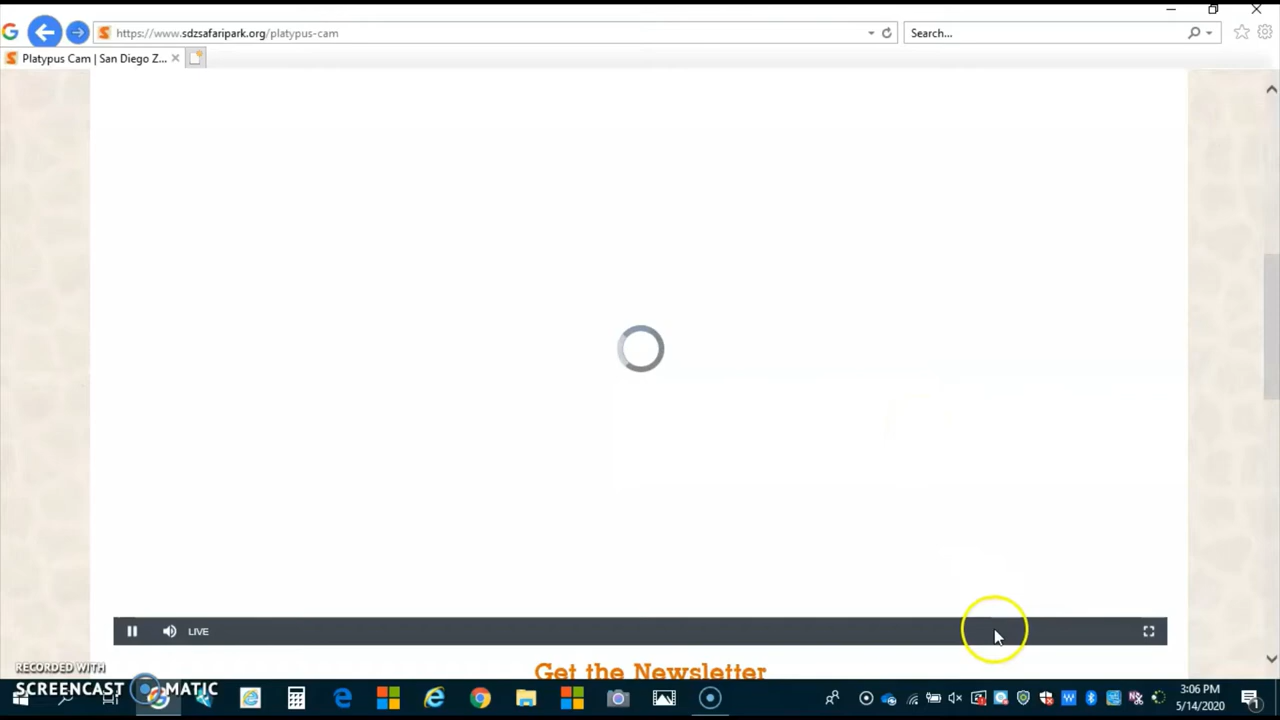 https://www.sdzsafaripark.org/platypus-cam
Search...
Platypus Cam | San Diego Z...
LIVE
Get the Newsletter
RECORDED WITH
SCREENCAST MATIC
3:06 PM
5/14/2020
1